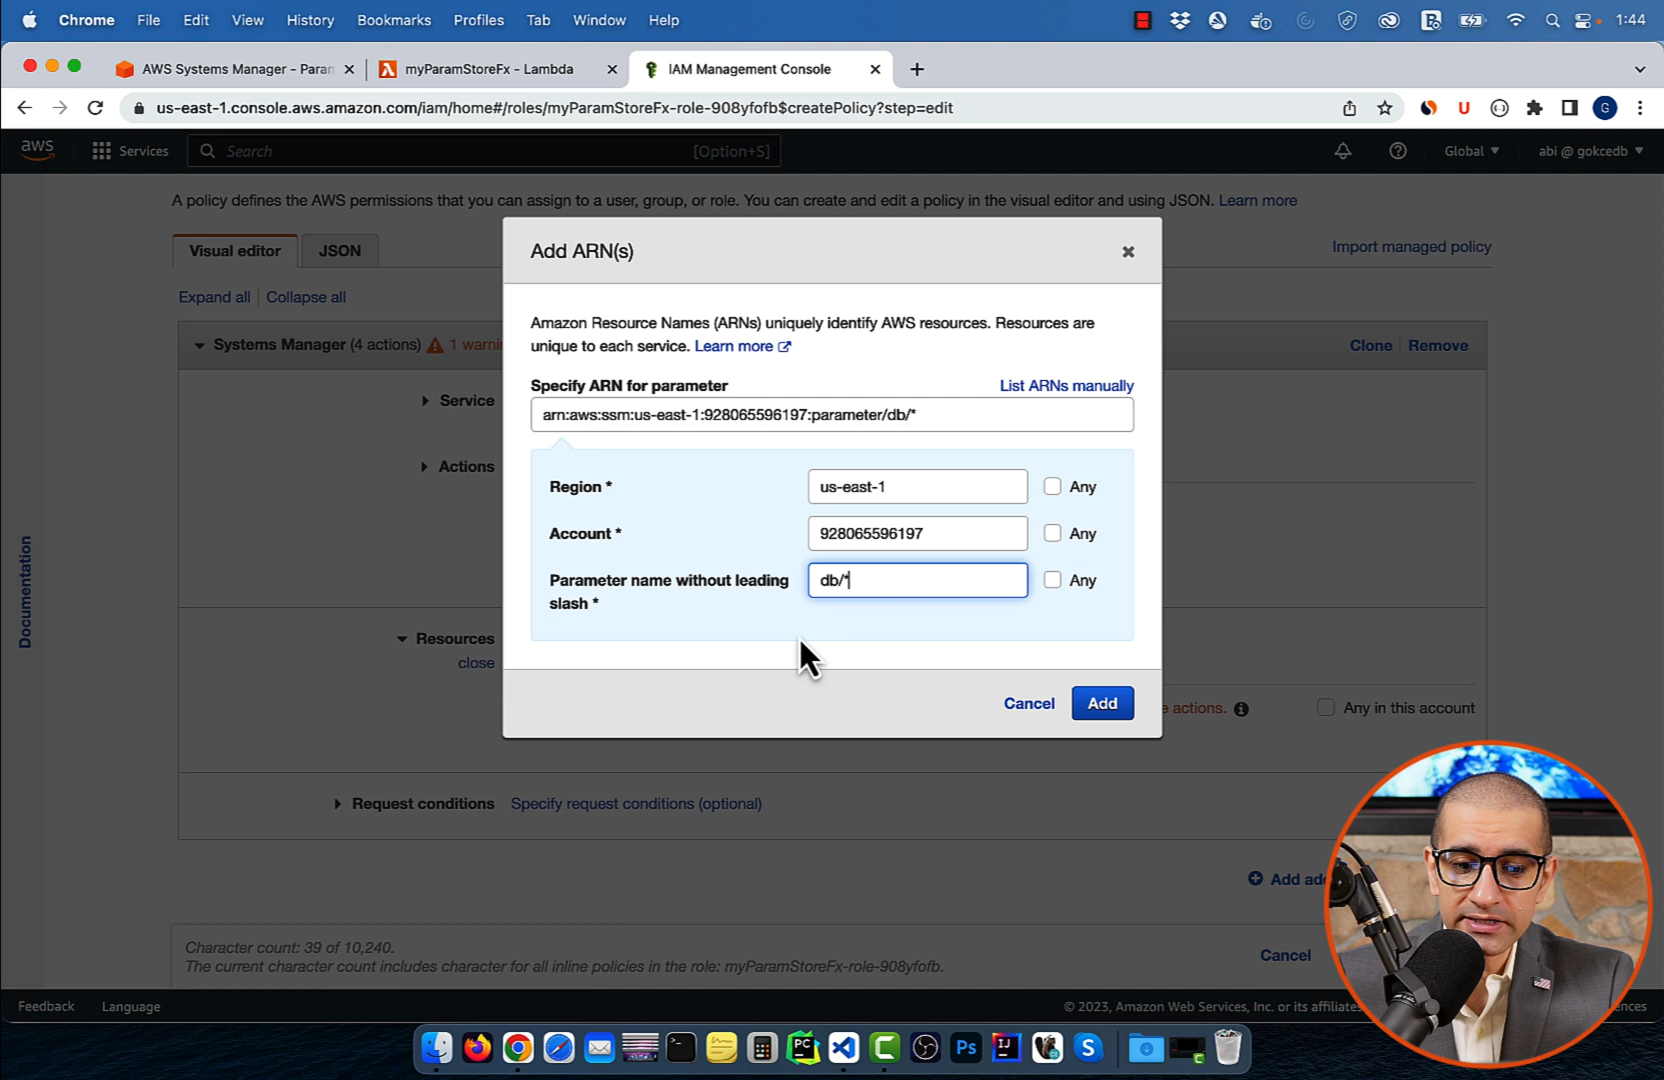 Chrome File Edit View History Bookmarks Profiles Tab Window Help 1:44
AWS Systems Manager - Param myParamStoreFx - Lambda IAM Management Console
us-east-1.console.aws.amazon.com/iam/home#/roles/myParamStoreFx-role-908yfofb$createPolicy?step=edit
aws Services Search [Option+S] Global abi @ gokcedb
A policy defines the AWS permissions that you can assign to a user, group, or role. You can create and edit a policy in the visual editor and using JSON. Learn more
Visual editor JSON Import managed policy
Expand all Collapse all
Systems Manager (4 actions) 1 warni Clone Remove
Service
Actions
Documentation
Resources
close
e actions. Any in this account
Request conditions Specify request conditions (optional)
Add ARN(s)
Amazon Resource Names (ARNs) uniquely identify AWS resources. Resources are
unique to each service. Learn more
Specify ARN for parameter List ARNs manually
arn:aws:ssm:us-east-1:928065596197:parameter/db/*
Region * us-east-1 Any
Account * 928065596197 Any
Parameter name without leading db/* Any
slash *
Cancel Add
Add add
Character count: 39 of 10,240.
The current character count includes character for all inline policies in the role: myParamStoreFx-role-908yfofb.
Cancel
Feedback Language © 2023, Amazon Web Services, Inc. or its affiliates ences
PC Ps IJ S